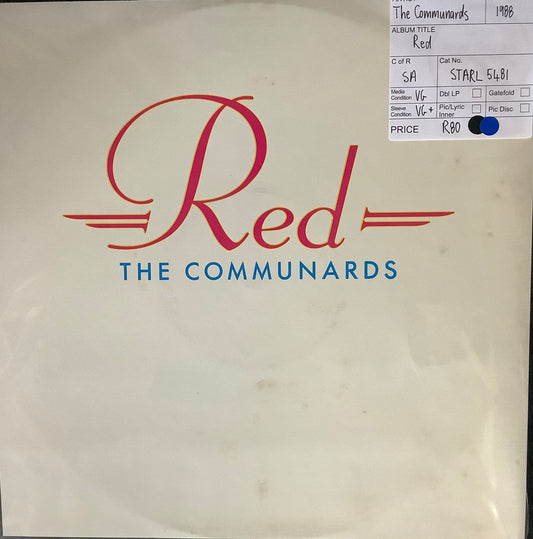 The Communards 1988
ALBUM TITLE
Red
C of R Cat No.
SA STARL 5481
Media Condition VG Dbl LP Gatefold
Sleeve Condition VG+ Pic/Lyric Inner Pic Disc
PRICE R80
Red
THE COMMUNARDS